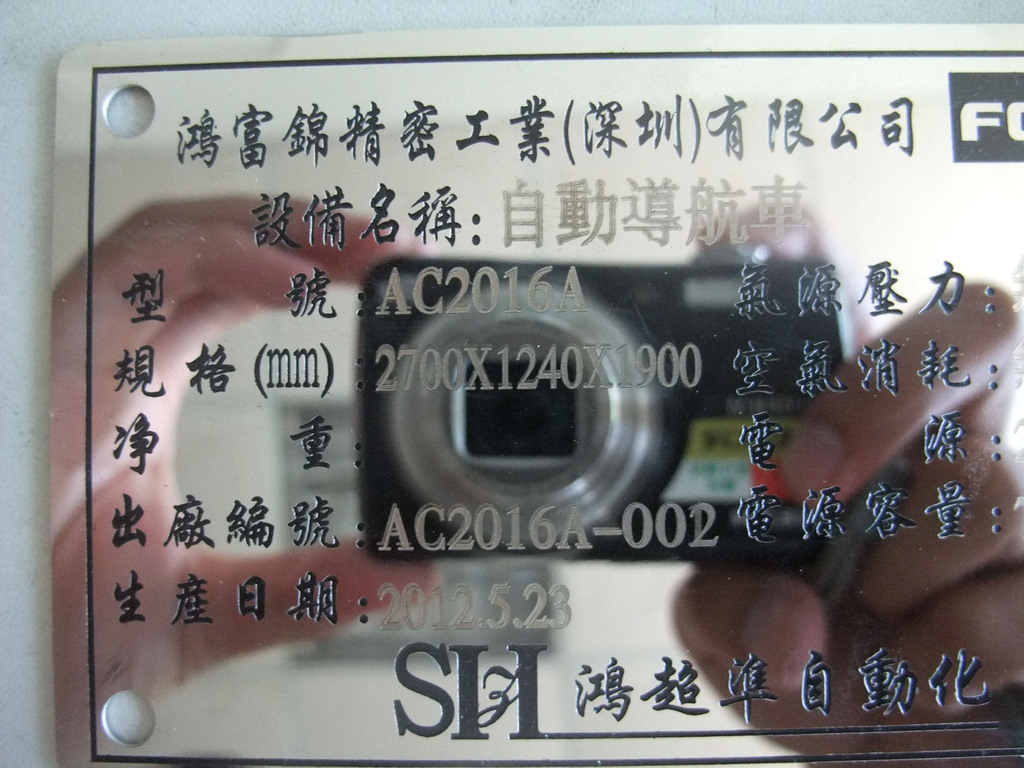 鴻富錦精密工業(深圳)有限公司 FO
設備名稱:自動導航車
型號:AC2016A 氣源壓力:
規格(mm):2700X1240X1900 空氣消耗:
净重: 電源:
出廠編號:AC2016A-002 電源容量:
生產日期:2012.5.23
SH 鴻超準自動化